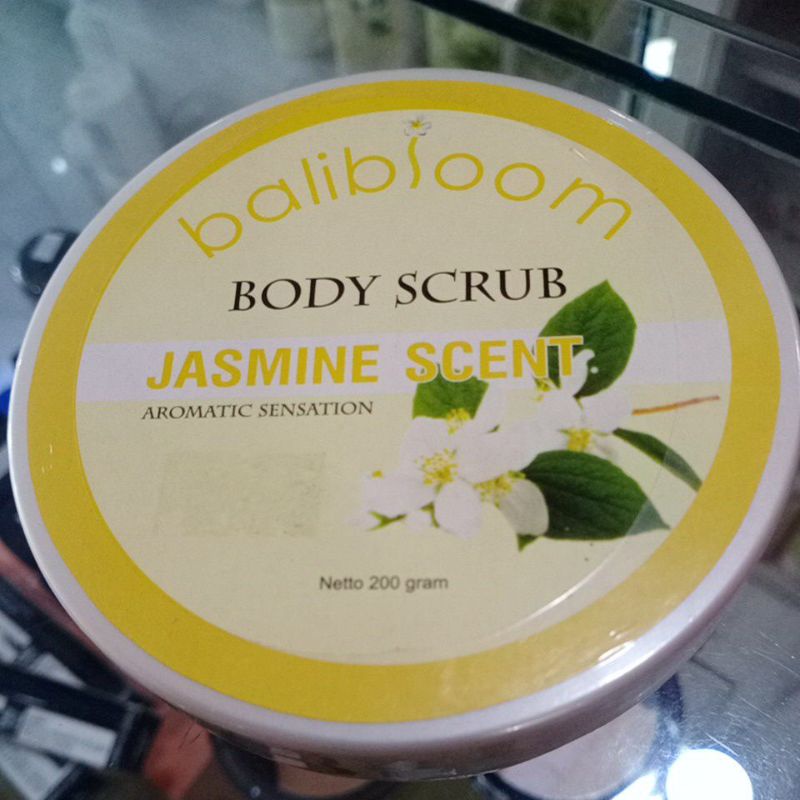 balibloom
BODY SCRUB
JASMINE SCENT
AROMATIC SENSATION
Netto 200 gram